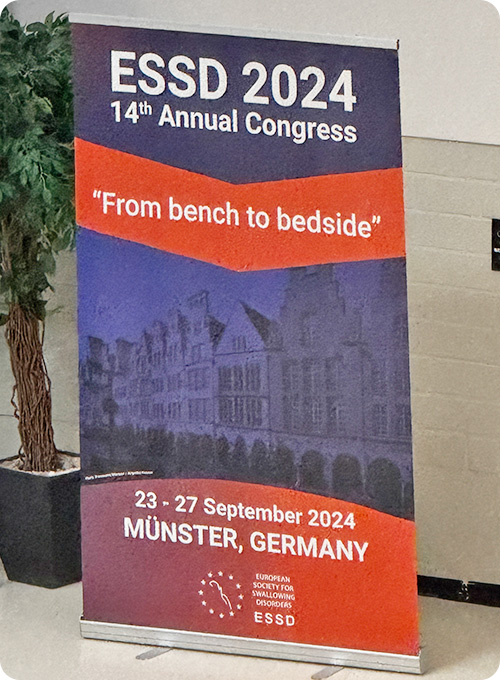 ESSD 2024
14th Annual Congress
“From bench to bedside”
23 - 27 September 2024
MÜNSTER, GERMANY
EUROPEAN
SOCIETY FOR
SWALLOWING
DISORDERS
ESSD